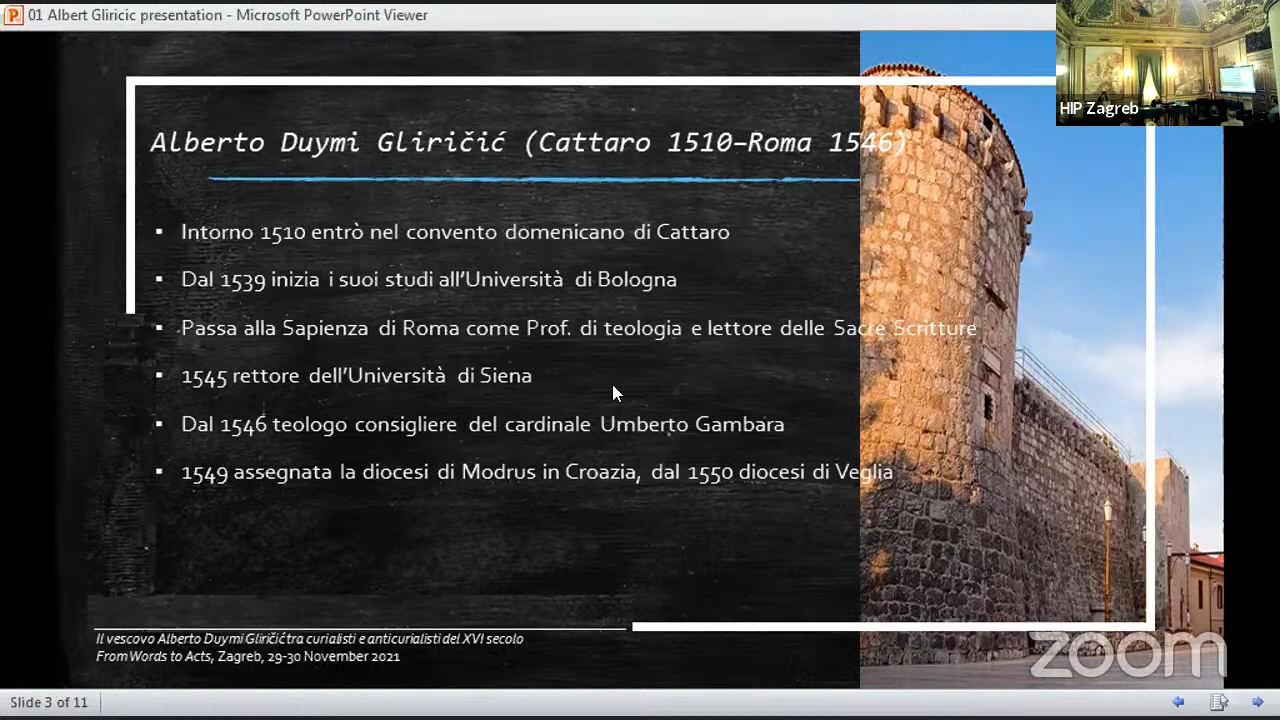 01 Albert Gliricic presentation - Microsoft PowerPoint Viewer
HIP Zagreb
Alberto Duymi Gliričić (Cattaro 1510–Roma 1546)
▪ Intorno 1510 entrò nel convento domenicano di Cattaro
▪ Dal 1539 inizia i suoi studi all’Università di Bologna
▪ Passa alla Sapienza di Roma come Prof. di teologia e lettore delle Sacre Scritture
▪ 1545 rettore dell’Università di Siena
▪ Dal 1546 teologo consigliere del cardinale Umberto Gambara
▪ 1549 assegnata la diocesi di Modrus in Croazia, dal 1550 diocesi di Veglia
Il vescovo Alberto Duymi Gliričić tra curialisti e anticurialisti del XVI secolo
From Words to Acts, Zagreb, 29-30 November 2021
zoom
Slide 3 of 11